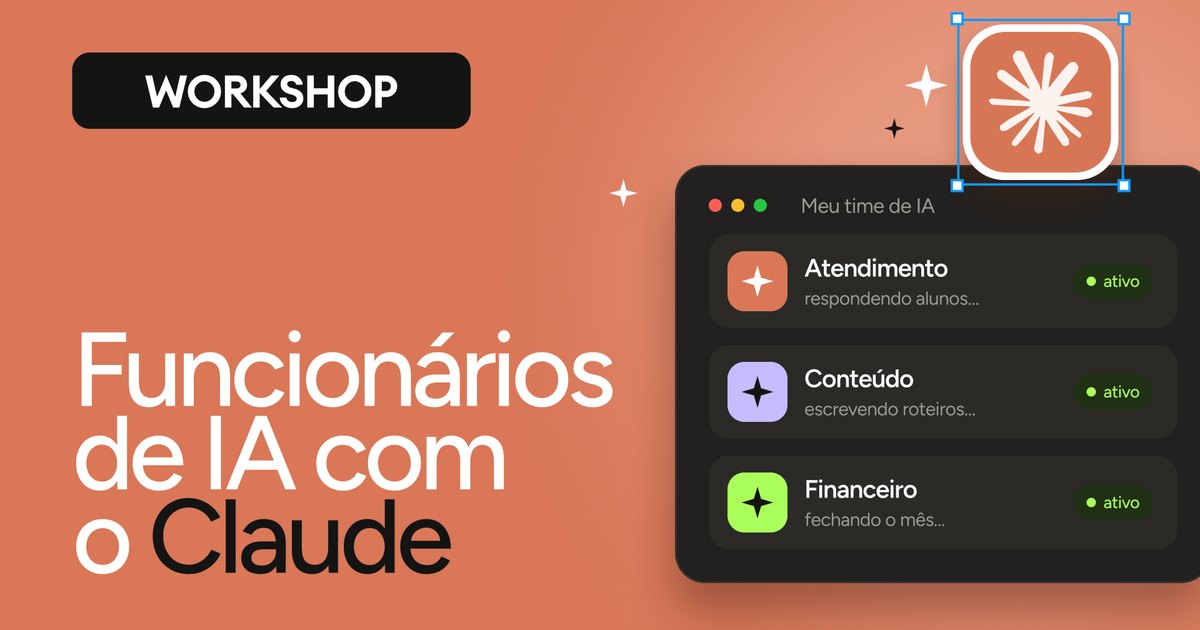 WORKSHOP
Funcionários
de IA com
o Claude
Meu time de IA
Atendimento
respondendo alunos...
ativo
Conteúdo
escrevendo roteiros...
ativo
Financeiro
fechando o mês...
ativo